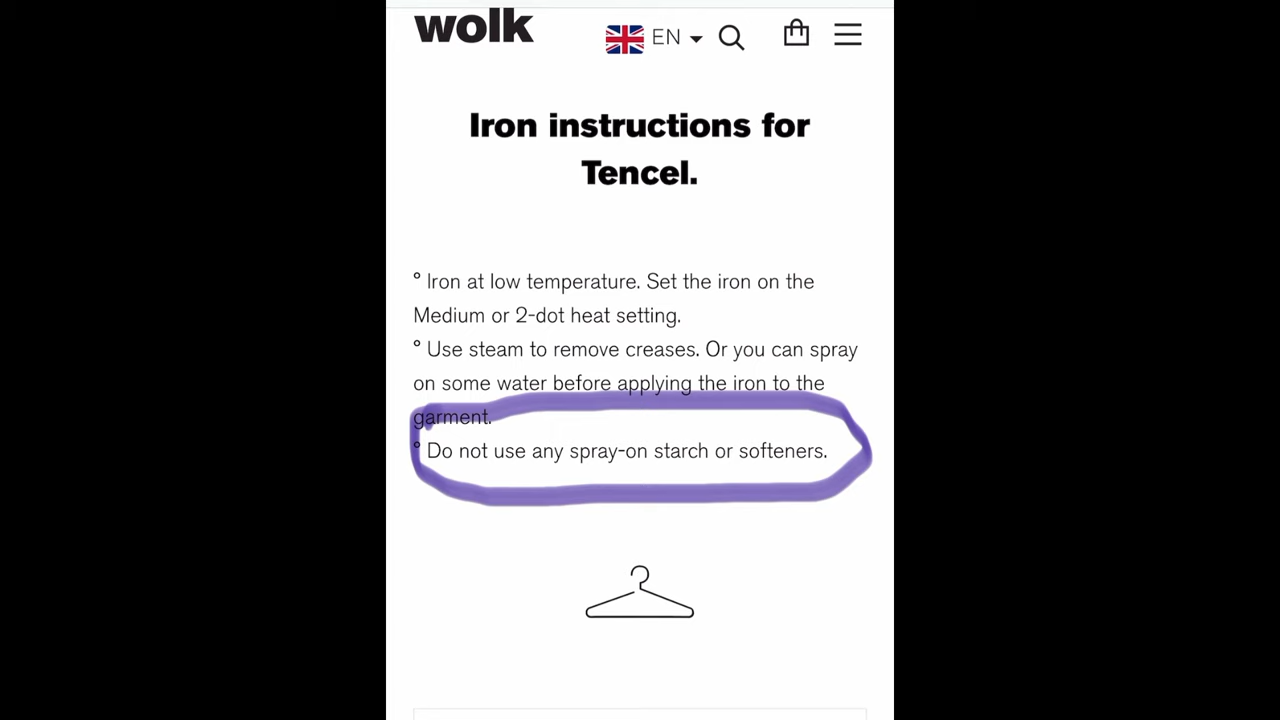 wolk
EN
Iron instructions for
Tencel.
° Iron at low temperature. Set the iron on the
Medium or 2-dot heat setting.
° Use steam to remove creases. Or you can spray
on some water before applying the iron to the
garment.
° Do not use any spray-on starch or softeners.